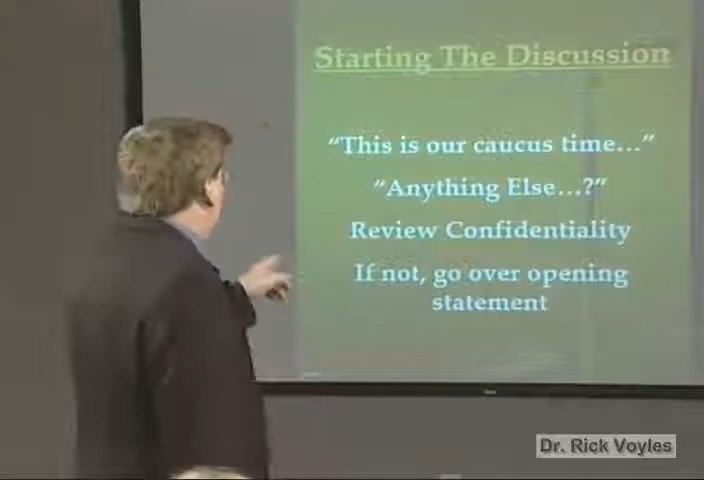 Starting The Discussion
“This is our caucus time...”
“Anything Else...?”
Review Confidentiality
If not, go over opening
statement
Dr. Rick Voyles